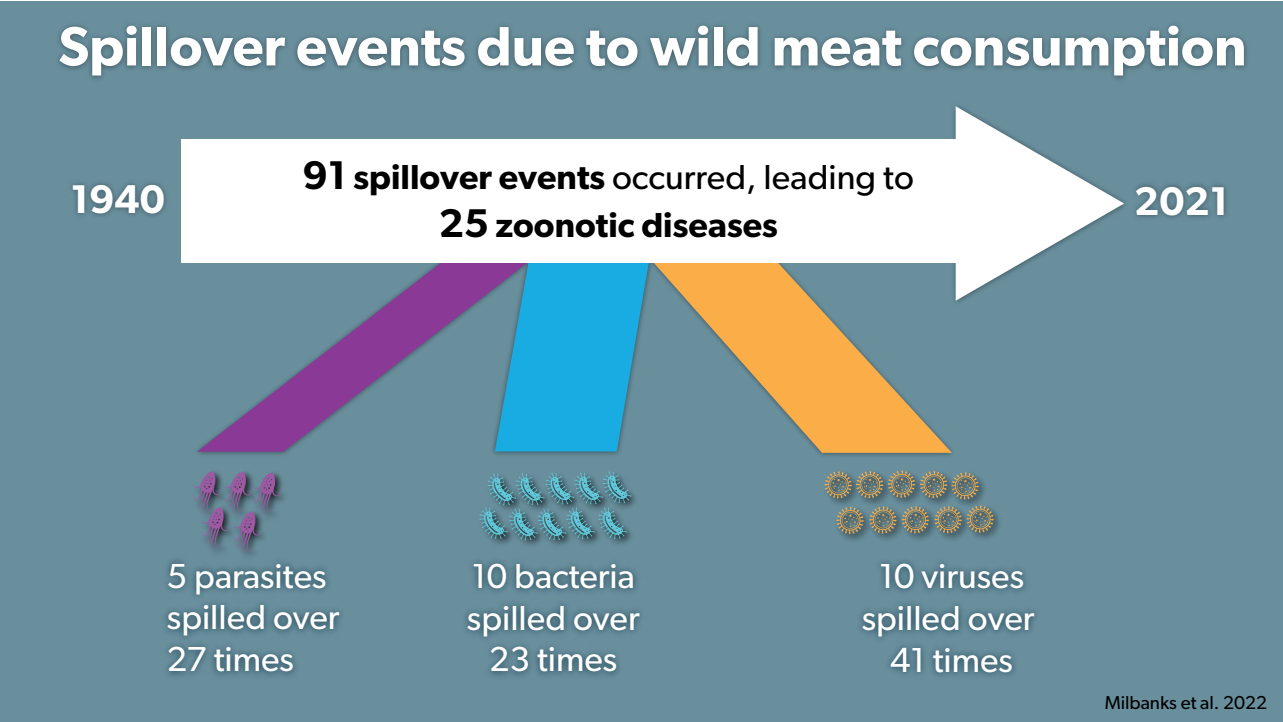 Spillover events due to wild meat consumption
1940
91 spillover events occurred, leading to
25 zoonotic diseases
2021
5 parasites
spilled over
27 times
10 bacteria
spilled over
23 times
10 viruses
spilled over
41 times
Milbanks et al. 2022